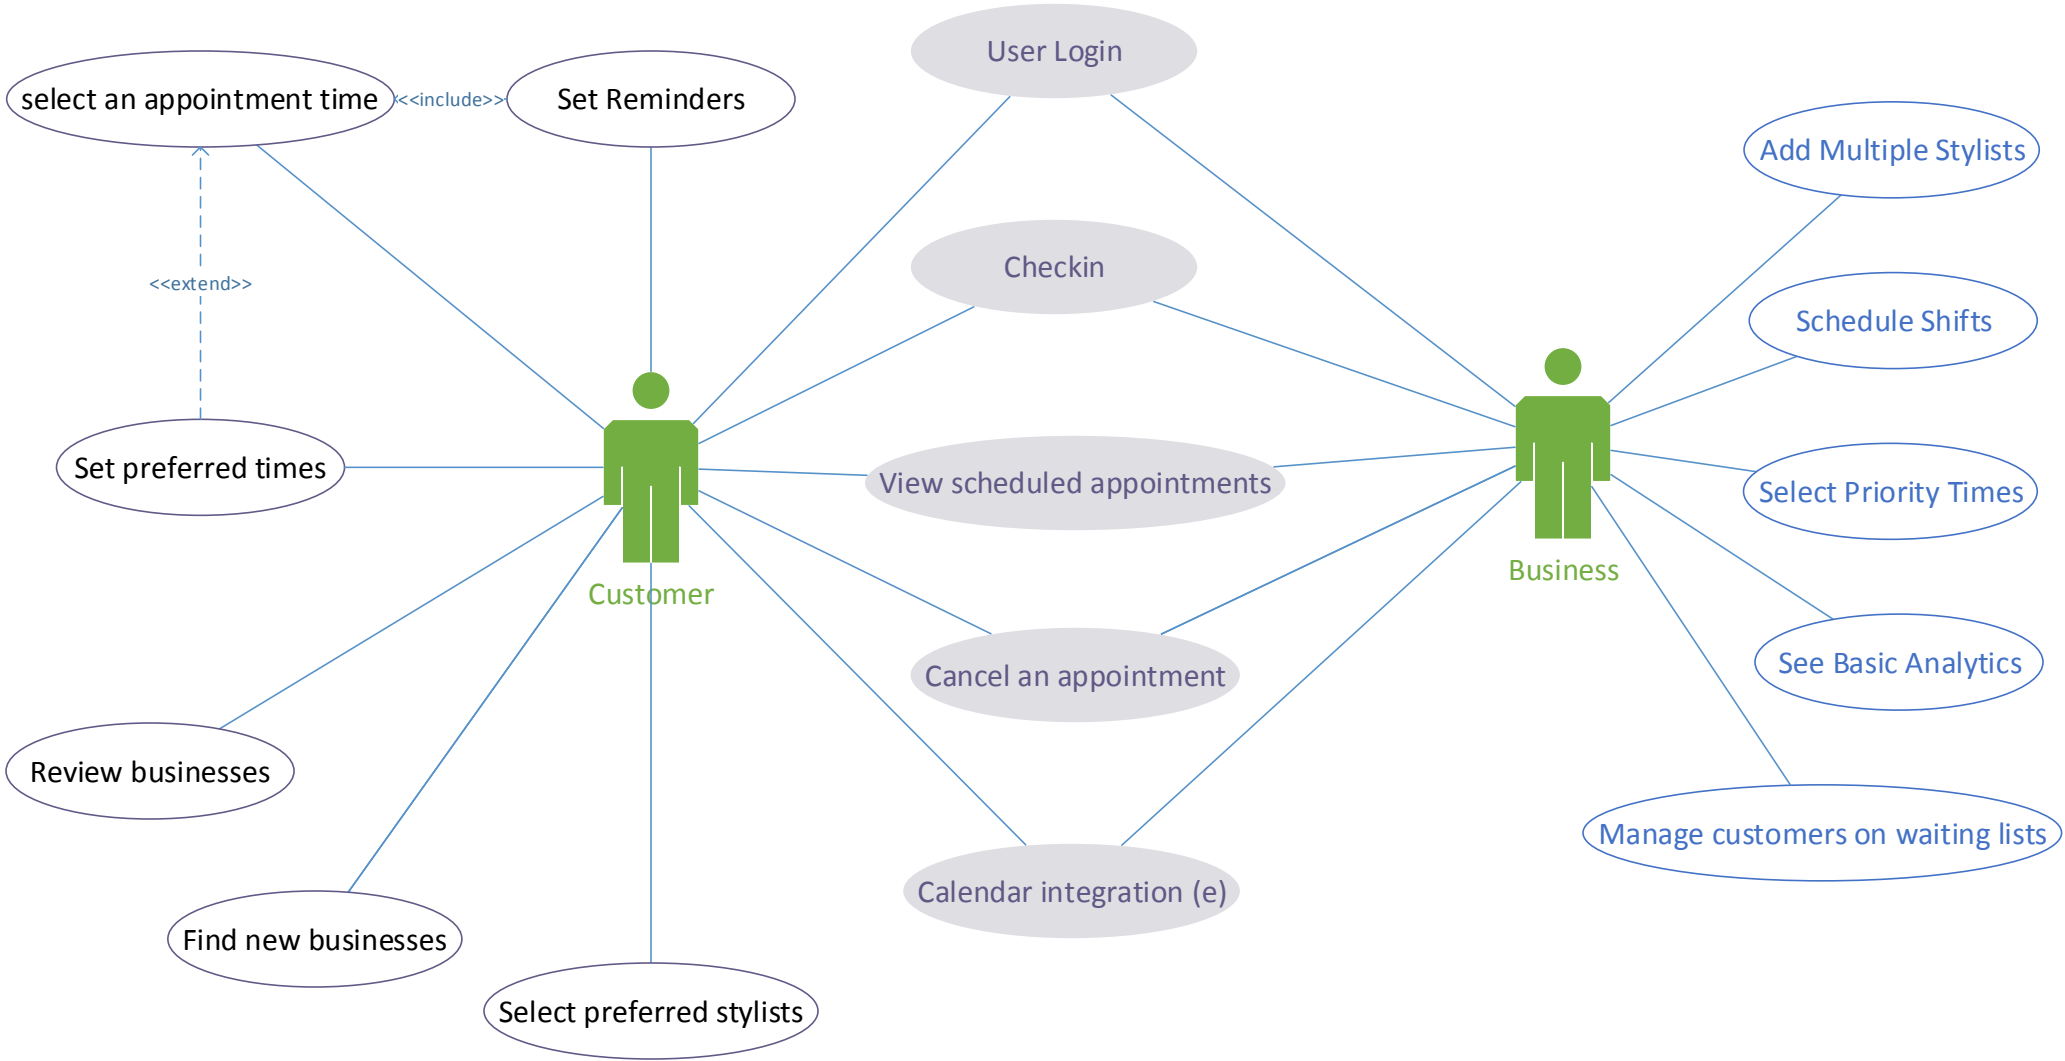 User Login
select an appointment time
<<include>>
Set Reminders
Add Multiple Stylists
Checkin
<<extend>>
Schedule Shifts
Set preferred times
View scheduled appointments
Select Priority Times
Business
Customer
Cancel an appointment
See Basic Analytics
Review businesses
Manage customers on waiting lists
Calendar integration (e)
Find new businesses
Select preferred stylists